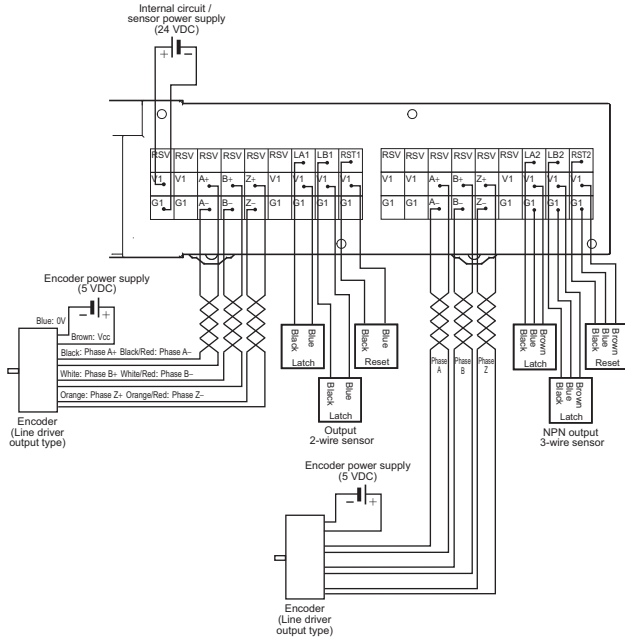 Internal circuit /
sensor power supply
(24 VDC)
+ −
RSV RSV RSV RSV RSV RSV LA1 LB1 RST1
V1 V1 A+ B+ Z+ V1 V1 V1 V1
G1 G1 A− B− Z− G1 G1 G1 G1
RSV RSV RSV RSV RSV RSV LA2 LB2 RST2
V1 V1 A+ B+ Z+ V1 V1 V1 V1
G1 G1 A− B− Z− G1 G1 G1 G1
Encoder power supply
(5 VDC)
− +
Blue: 0V
Brown: Vcc
Black: Phase A+ Black/Red: Phase A−
White: Phase B+ White/Red: Phase B−
Orange: Phase Z+ Orange/Red: Phase Z−
Encoder
(Line driver
output type)
Black
Blue
Latch
Black
Blue
Latch
Black
Blue
Reset
Output
2-wire sensor
Phase
A
Phase
B
Phase
Z
Black
Blue
Brown
Latch
Black
Blue
Brown
Latch
Black
Blue
Brown
Reset
NPN output
3-wire sensor
Encoder power supply
(5 VDC)
− +
Encoder
(Line driver
output type)